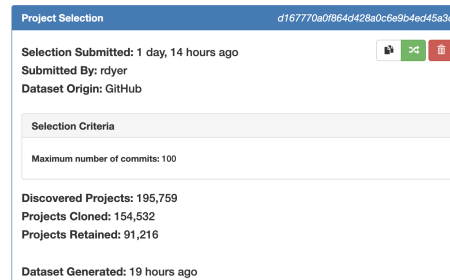 Project Selection d167770a0f864d428a0c6e9b4ed45a3
Selection Submitted: 1 day, 14 hours ago
Submitted By: rdyer
Dataset Origin: GitHub
Selection Criteria
Maximum number of commits: 100
Discovered Projects: 195,759
Projects Cloned: 154,532
Projects Retained: 91,216
Dataset Generated: 19 hours ago